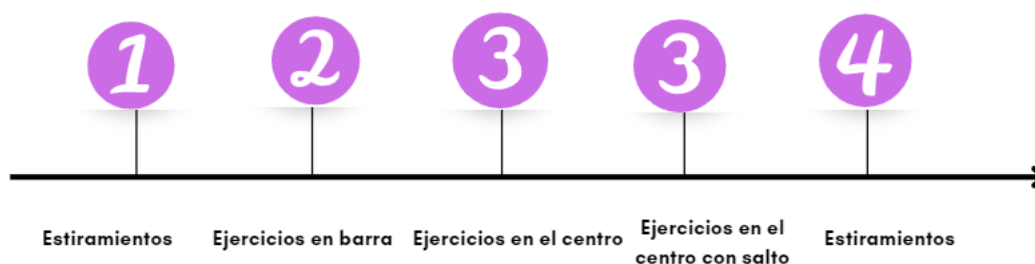 1 2 3 3 4
Estiramientos
Ejercicios en barra
Ejercicios en el centro
Ejercicios en el
centro con salto
Estiramientos